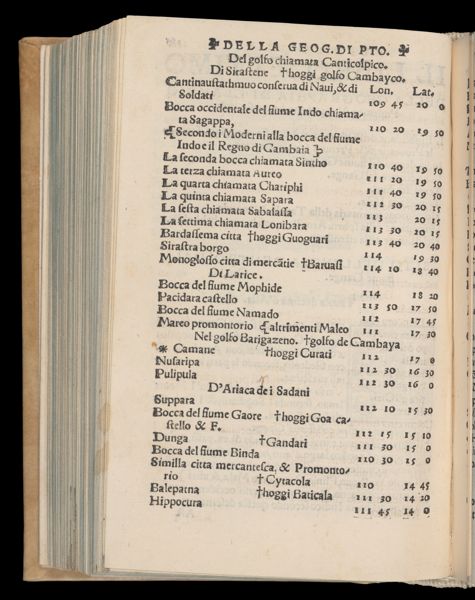 DELLA GEOG. DI PTO.
Del golfo chiamata Canticolpico.
Di Sirastene †hoggi golfo Cambayco.
Cantinaustathmuo conserua di Naui, & di Lon. Lat.
Soldati 109 45 20 0
Bocca occidentale del fiume Indo chiama-
ta Sagappa, 110 20 19 50
Secondo i Moderni alla bocca del fiume
Indo e il Regno di Cambaia
La seconda bocca chiamata Sintho 110 40 19 50
La terza chiamata Aureo 111 20 19 50
La quarta chiamata Chariphi 111 40 19 50
La quinta chiamata Sapara 112 30 20 15
La sesta chiamata Sabalassa 113 20 15
La settima chiamata Lonibara 113 30 20 15
Bardassema citta †hoggi Guoguari 113 40 20 40
Sirastra borgo 114 19 30
Monoglosso citta di mercãtie †Baruasi 114 10 18 40
Di Larice.
Bocca del fiume Mophide 114 18 20
Pacidara castello 113 50 17 50
Bocca del fiume Namado 112 17 45
Mareo promontorio altrimenti Maleo 111 17 30
Nel golfo Barigazeno. †golfo de Cambaya
* Camane †hoggi Curati 112 17 0
Nusaripa 112 30 16 30
Pulipula 112 30 16 0
D'Ariaca de i Sadani
Suppara 112 10 15 30
Bocca del fiume Gaore †hoggi Goa ca-
stello & F. 112 15 15 10
Dunga †Gandari 111 30 15 0
Bocca del fiume Binda 110 30 15 0
Similla citta mercantesca, & Promonto-
rio †Cytacola 110 14 45
Balepatna †hoggi Baticala 111 30 14 20
Hippocura 111 45 14 0